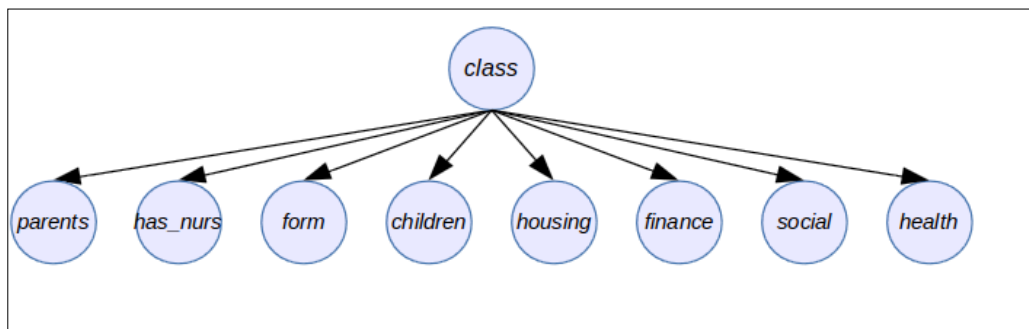 class
parents has_nurs form children housing finance social health